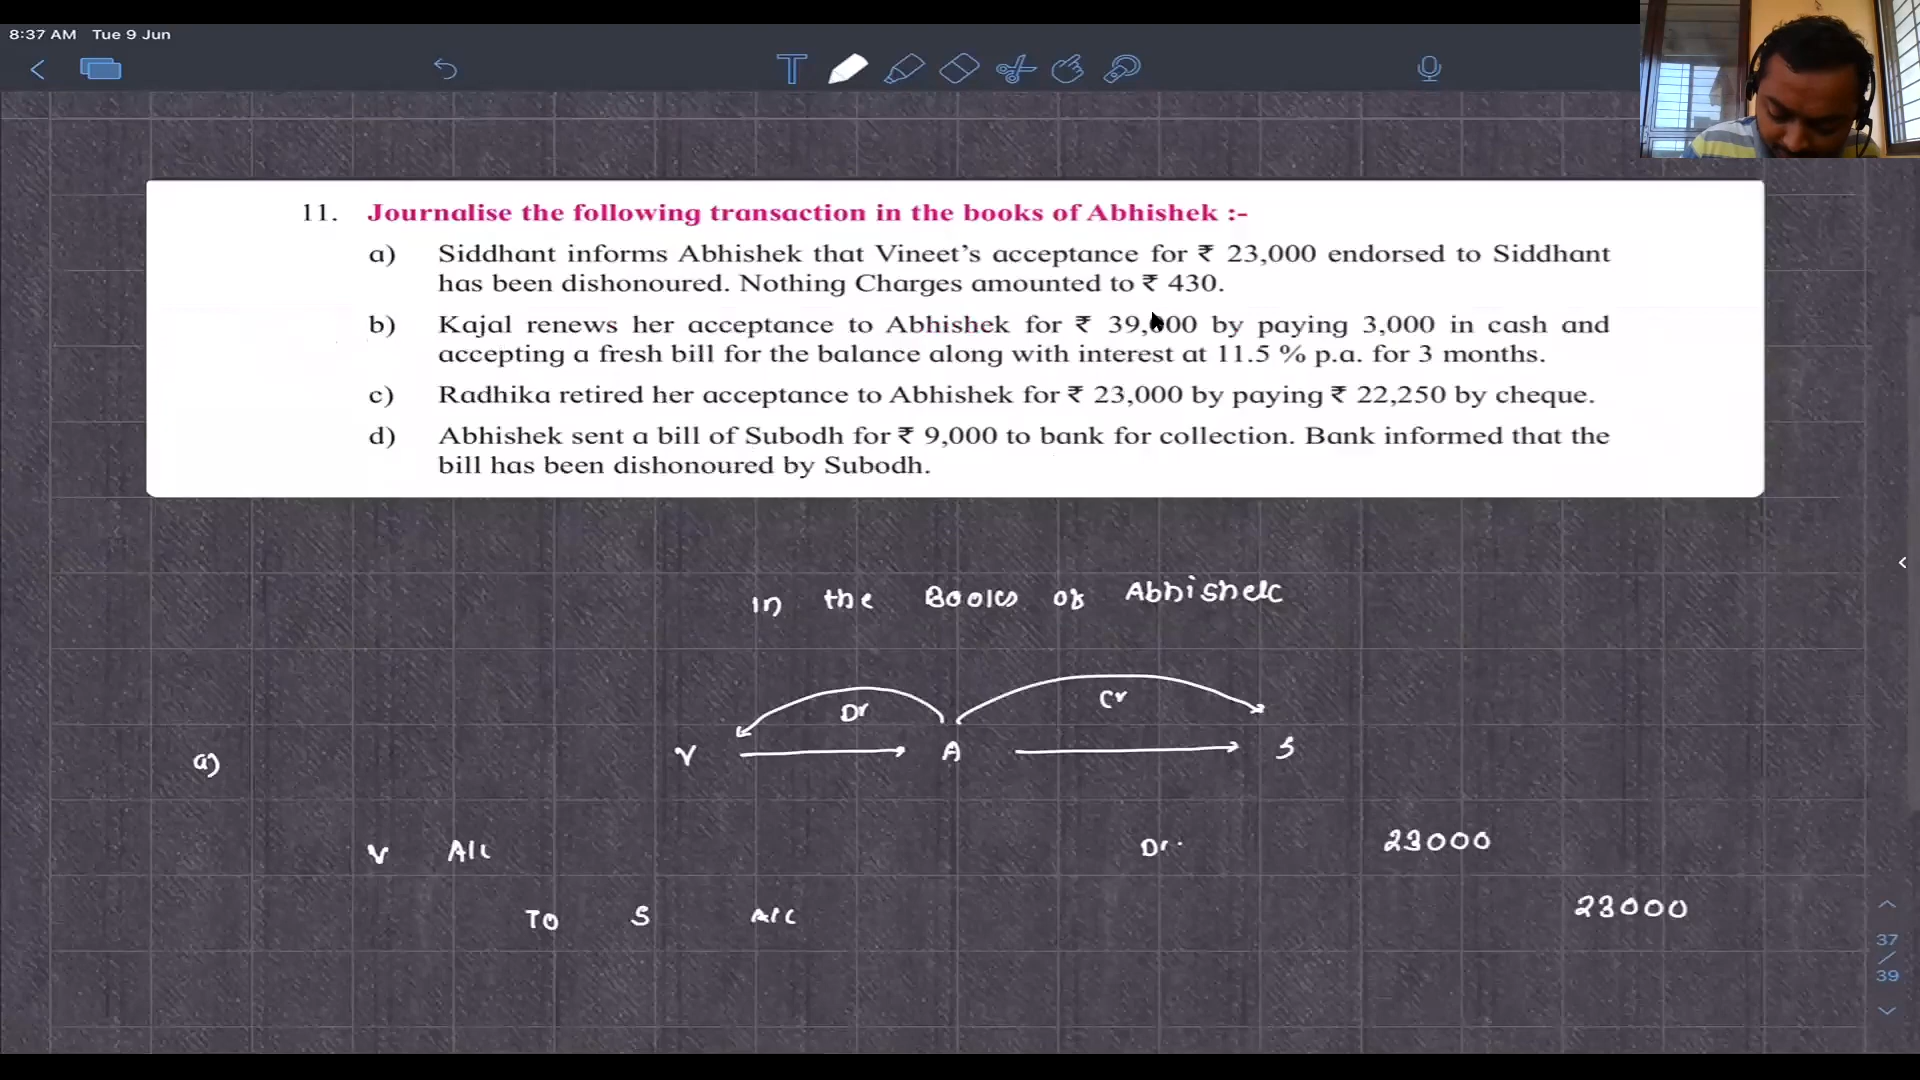 8:37 AM Tue 9 Jun
T
11. Journalise the following transaction in the books of Abhishek :-
a) Siddhant informs Abhishek that Vineet's acceptance for ₹ 23,000 endorsed to Siddhant
has been dishonoured. Nothing Charges amounted to ₹ 430.
b) Kajal renews her acceptance to Abhishek for ₹ 39,000 by paying 3,000 in cash and
accepting a fresh bill for the balance along with interest at 11.5 % p.a. for 3 months.
c) Radhika retired her acceptance to Abhishek for ₹ 23,000 by paying ₹ 22,250 by cheque.
d) Abhishek sent a bill of Subodh for ₹ 9,000 to bank for collection. Bank informed that the
bill has been dishonoured by Subodh.
In the Books of Abhishek
Dr Cr
a) V A S
V A/c Dr. 23000
To S A/c 23000
37
/
39